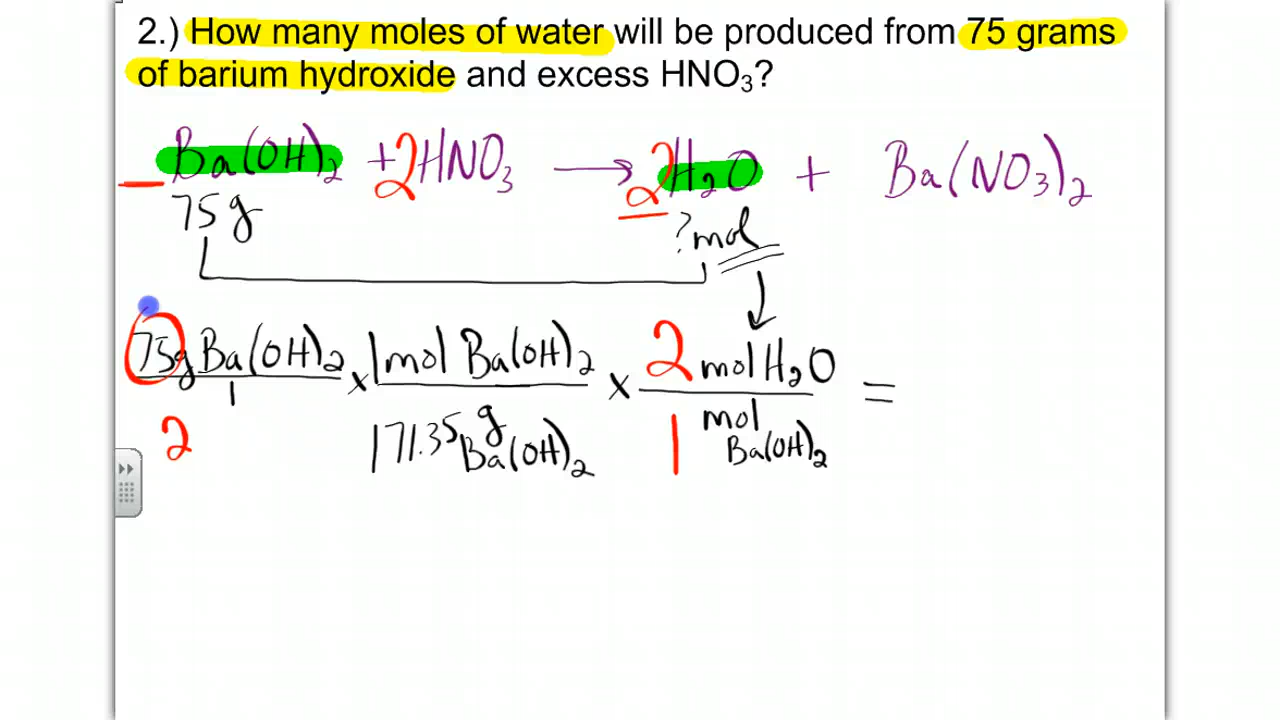 2.) How many moles of water will be produced from 75 grams
of barium hydroxide and excess HNO₃?
_ Ba(OH)₂ + 2HNO₃ → 2H₂O + Ba(NO₃)₂
2
75g ?mol
75g Ba(OH)₂ × 1mol Ba(OH)₂ × 2 mol H₂O =
1 171.35 g Ba(OH)₂ 1 mol Ba(OH)₂
2